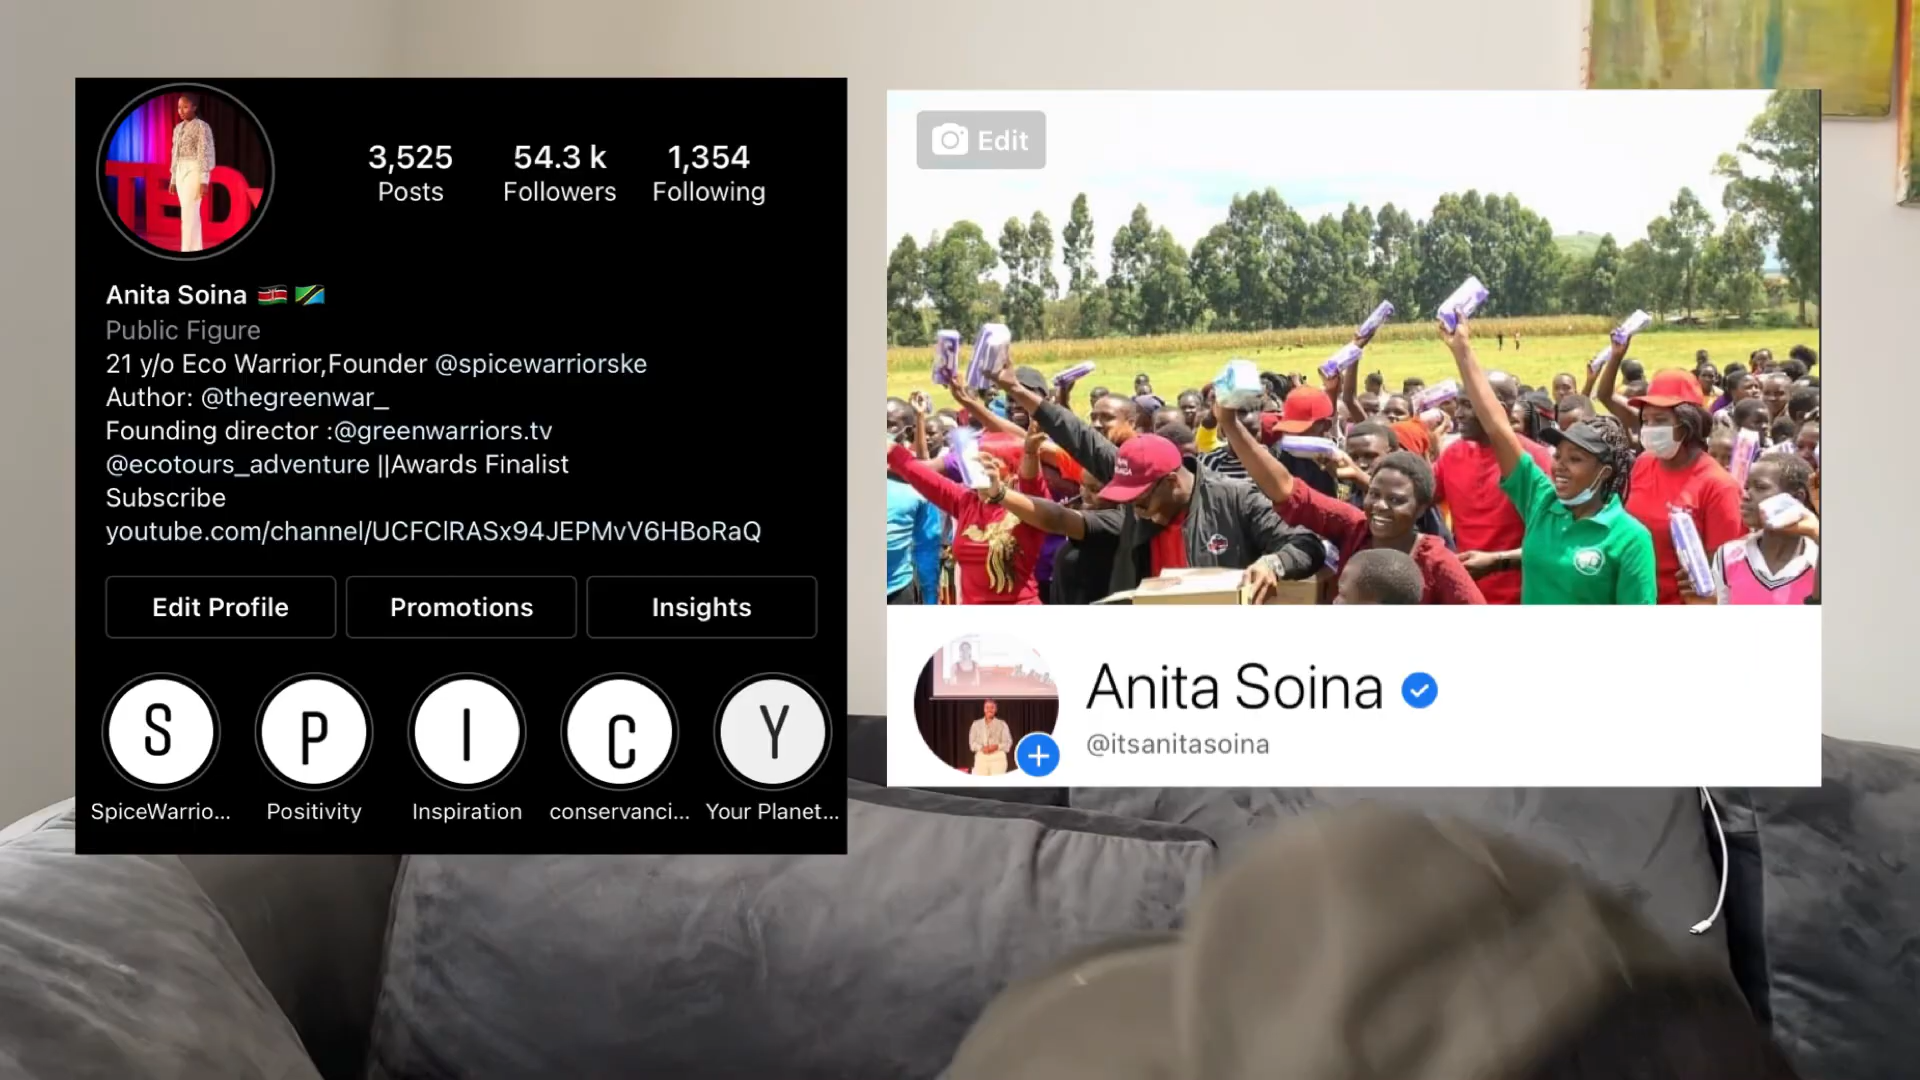 TEDx
3,525 54.3 k 1,354
Posts Followers Following
Anita Soina 🇰🇪 🇹🇿
Public Figure
21 y/o Eco Warrior,Founder @spicewarriorske
Author: @thegreenwar_
Founding director :@greenwarriors.tv
@ecotours_adventure ||Awards Finalist
Subscribe
youtube.com/channel/UCFClRASx94JEPMvV6HBoRaQ
Edit Profile Promotions Insights
S P I C Y
SpiceWarrio... Positivity Inspiration conservanci... Your Planet...
Edit
Anita Soina
@itsanitasoina